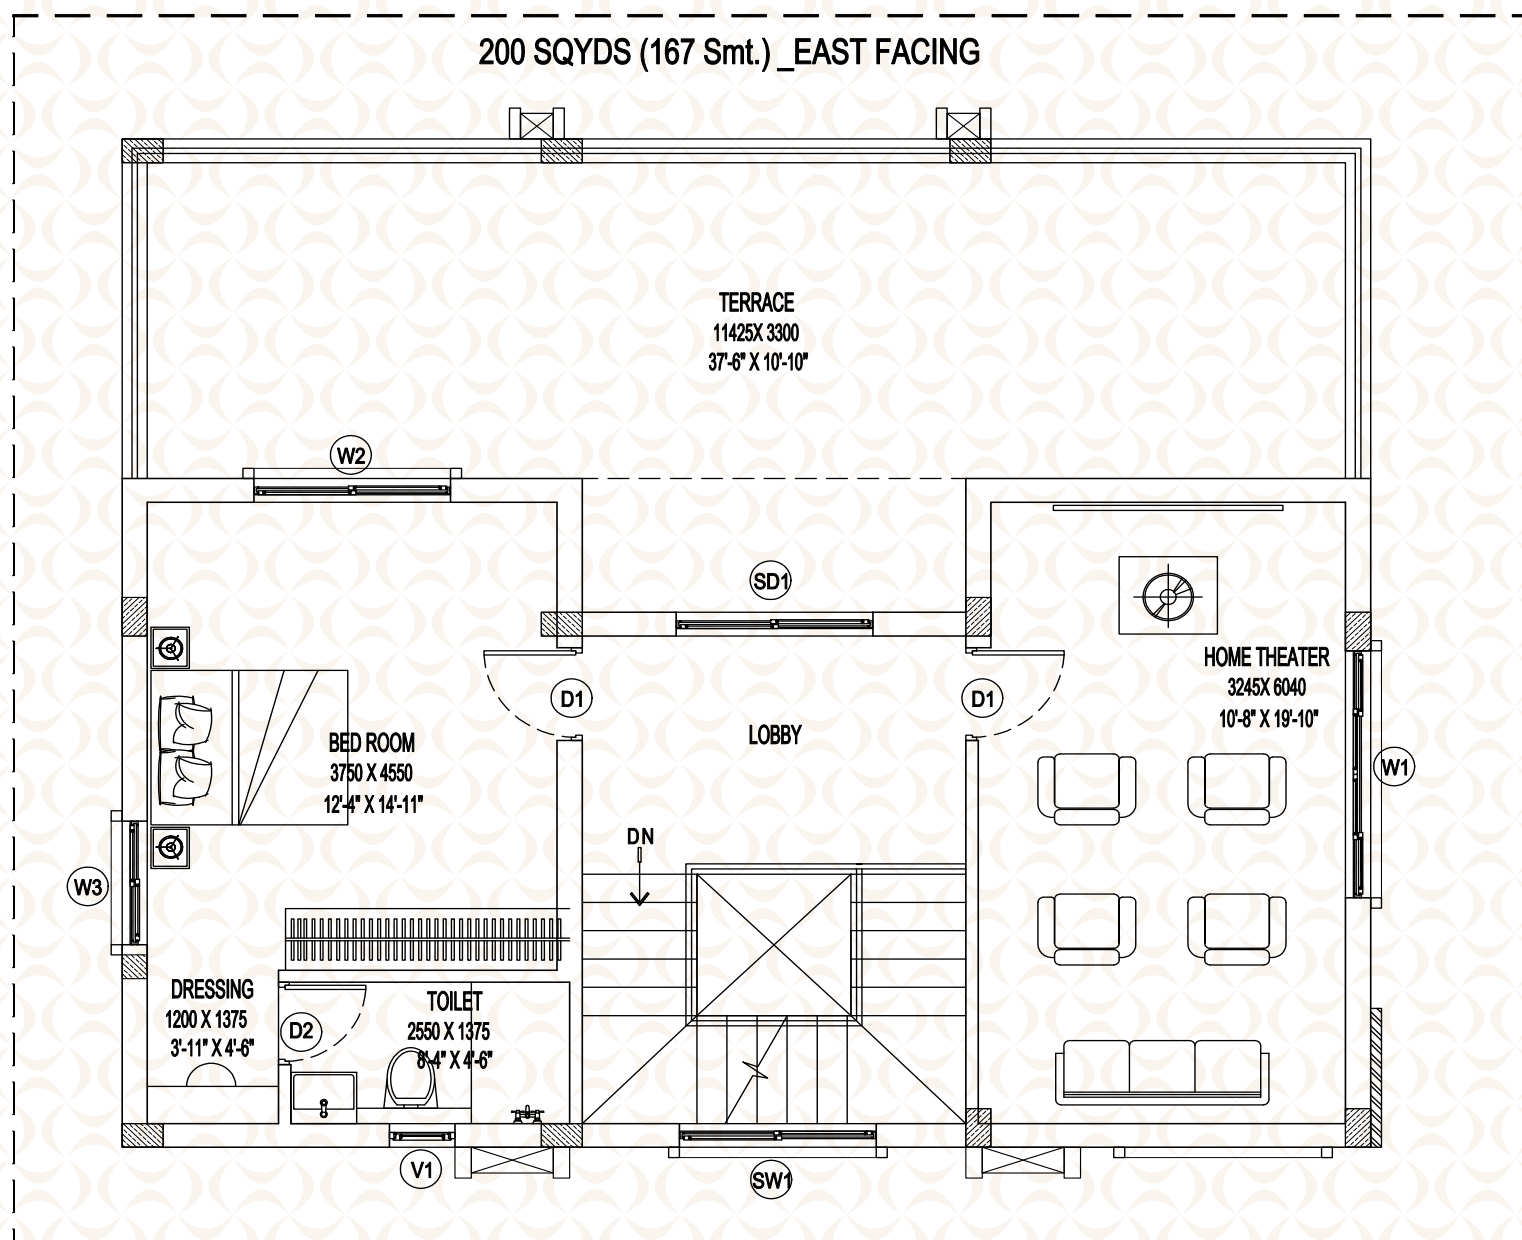 200 SQYDS (167 Smt.) _EAST FACING
TERRACE
11425X 3300
37'-6" X 10'-10"
W2
SD1
HOME THEATER
3245X 6040
10'-8" X 19'-10"
D1
D1
LOBBY
BED ROOM
3750 X 4550
12'-4" X 14'-11"
W1
DN
W3
DRESSING
1200 X 1375
3'-11" X 4'-6"
D2
TOILET
2550 X 1375
8'-4" X 4'-6"
V1
SW1